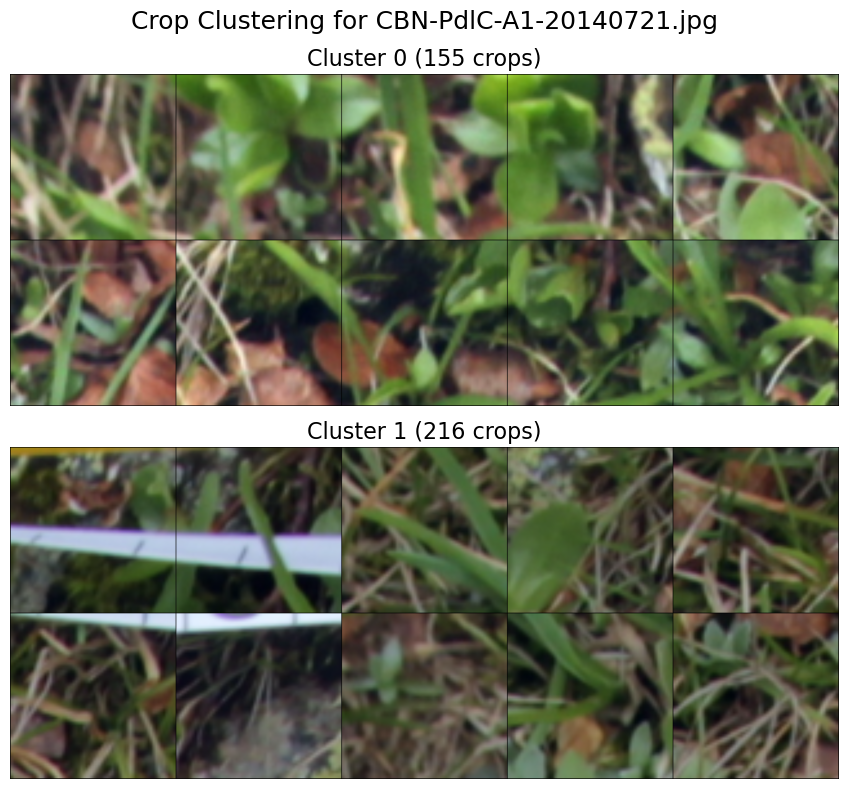 Crop Clustering for CBN-PdlC-A1-20140721.jpg
Cluster 0 (155 crops)
Cluster 1 (216 crops)